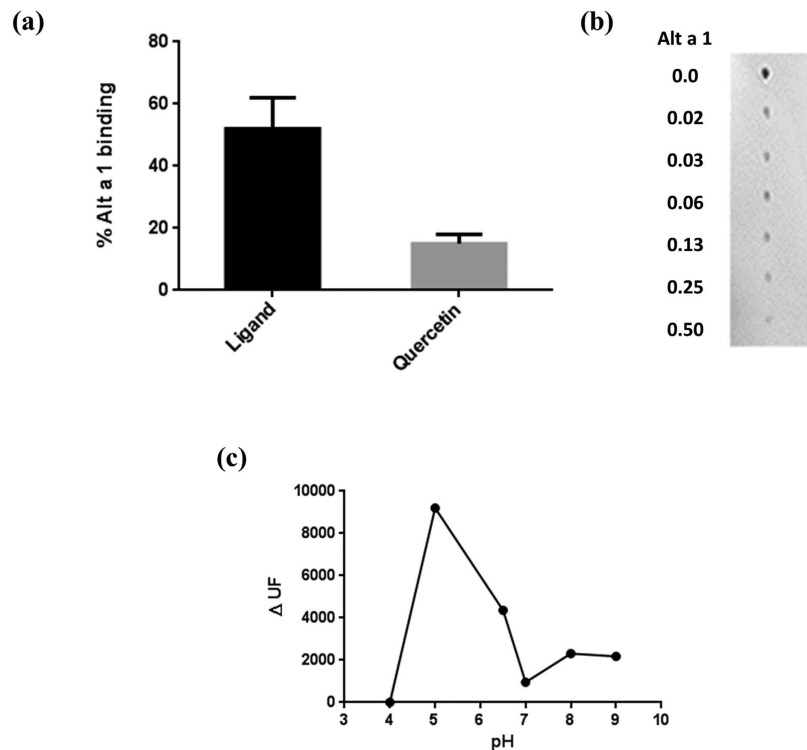 (a)
80
60
40
20
0
% Alt a 1 binding
Ligand
Quercetin
(b)
Alt a 1
0.0
0.02
0.03
0.06
0.13
0.25
0.50
(c)
10000
8000
6000
4000
2000
0
Δ UF
3 4 5 6 7 8 9 10
pH